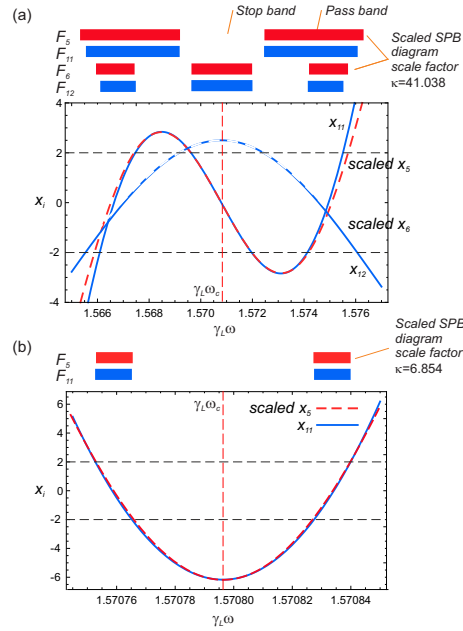 (a)
Stop band
Pass band
F5
F11
F6
F12
Scaled SPB
diagram
scale factor
κ=41.038
4
2
0
-2
-4
xi
x11
scaled x5
scaled x6
x12
γLωc
1.566
1.568
1.570
1.572
1.574
1.576
γLω
(b)
F5
F11
Scaled SPB
diagram
scale factor
κ=6.854
γLωc
scaled x5
x11
6
4
2
0
-2
-4
-6
xi
1.57076
1.57078
1.57080
1.57082
1.57084
γLω